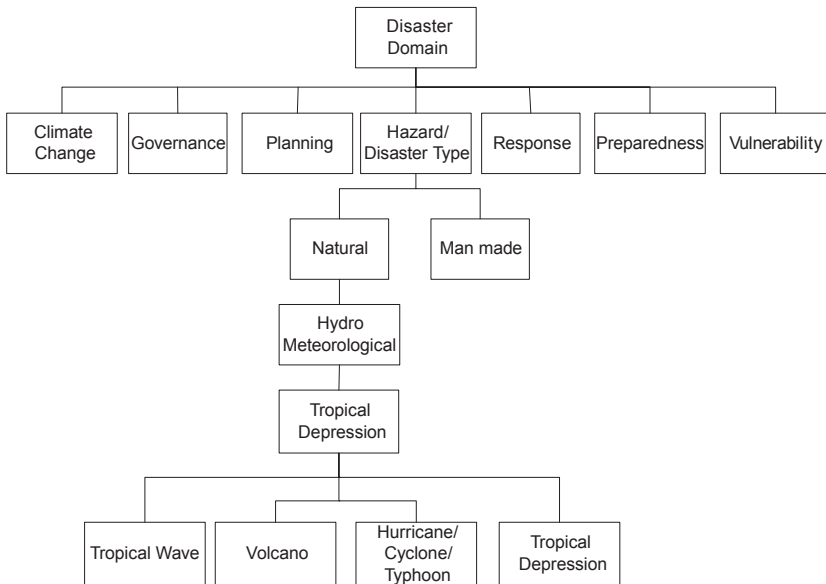 Disaster
Domain
Climate
Change
Governance
Planning
Hazard/
Disaster Type
Response
Preparedness
Vulnerability
Natural
Man made
Hydro
Meteorological
Tropical
Depression
Tropical Wave
Volcano
Hurricane/
Cyclone/
Typhoon
Tropical
Depression